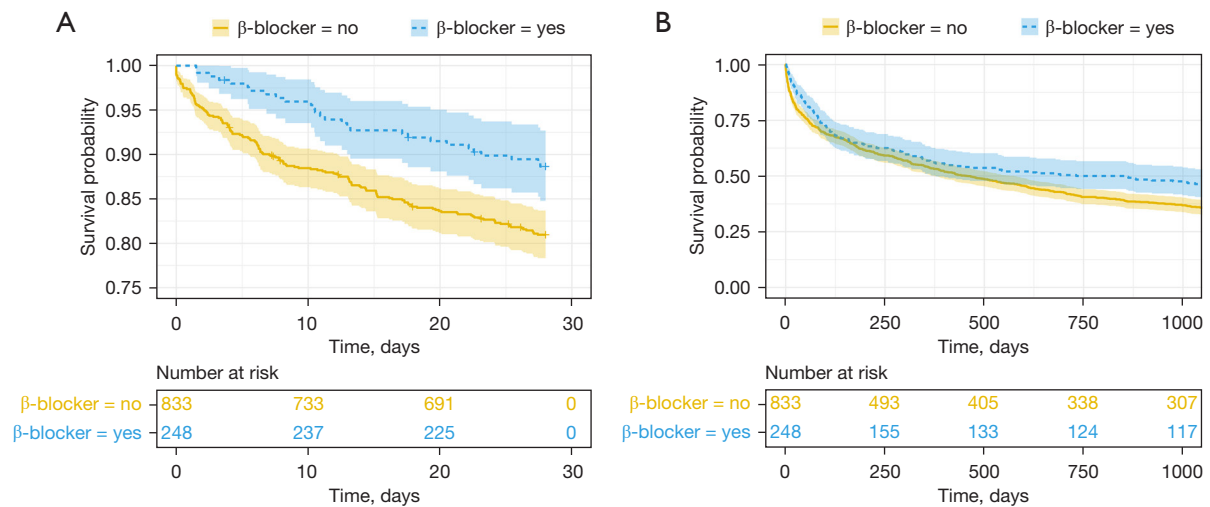 A
β-blocker = no
β-blocker = yes
1.00
0.95
0.90
0.85
0.80
0.75
Survival probability
0
10
20
30
Time, days
Number at risk
β-blocker = no
833
733
691
0
β-blocker = yes
248
237
225
0
0
10
20
30
Time, days
B
β-blocker = no
β-blocker = yes
1.00
0.75
0.50
0.25
0.00
Survival probability
0
250
500
750
1000
Time, days
Number at risk
β-blocker = no
833
493
405
338
307
β-blocker = yes
248
155
133
124
117
0
250
500
750
1000
Time, days